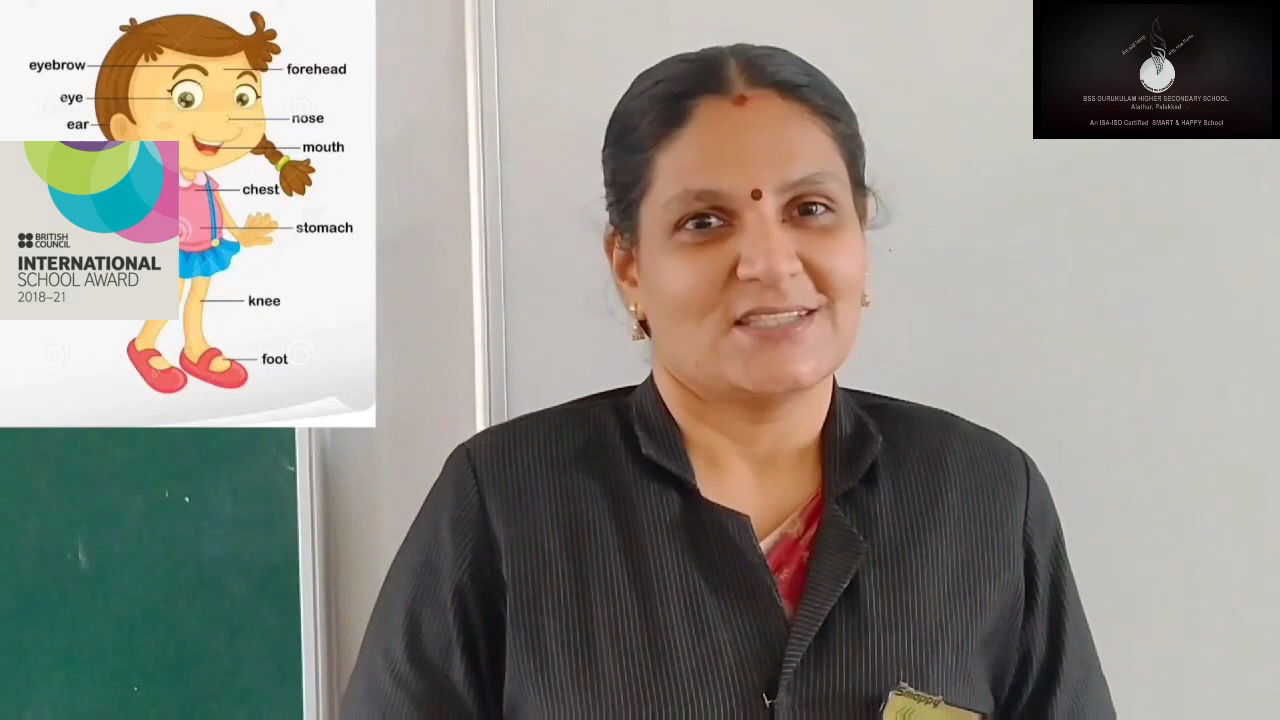 eyebrow
forehead
eye
nose
ear
mouth
chest
stomach
knee
foot
BRITISH
COUNCIL
INTERNATIONAL
SCHOOL AWARD
2018–21
BSS GURUKULAM HIGHER SECONDARY SCHOOL
Alathur, Palakkad
An ISA-ISO Certified SMART & HAPPY School
Smappy